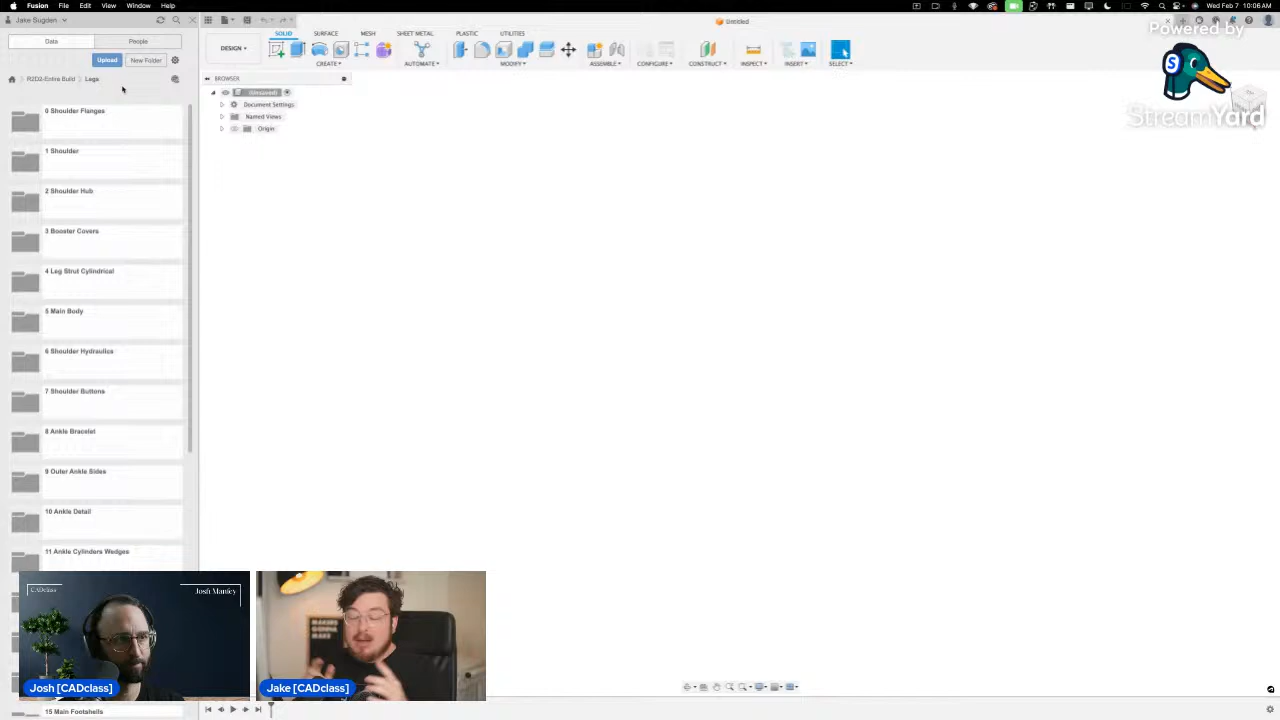 Fusion File Edit View Window Help
Wed Feb 7 10:06 AM
Jake Sugden
Untitled
Data People
Upload New Folder
R2D2-Entire Build > Legs
SOLID SURFACE MESH SHEET METAL PLASTIC UTILITIES
DESIGN
CREATE AUTOMATE MODIFY ASSEMBLE CONFIGURE CONSTRUCT INSPECT INSERT SELECT
BROWSER
(Unsaved)
Document Settings
Named Views
Origin
Powered by
StreamYard
0 Shoulder Flanges
1 Shoulder
2 Shoulder Hub
3 Booster Covers
4 Leg Strut Cylindrical
5 Main Body
6 Shoulder Hydraulics
7 Shoulder Buttons
8 Ankle Bracelet
9 Outer Ankle Sides
10 Ankle Detail
11 Ankle Cylinders Wedges
15 Main Footshells
CADclass
Josh Manley
MAKERS
GONNA
MAKE
Josh [CADclass]
Jake [CADclass]